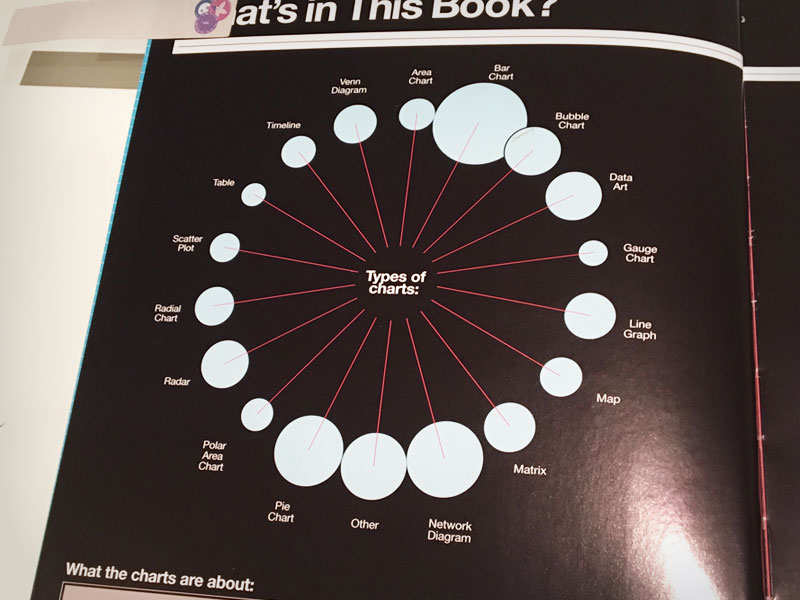 at's in This Book?
Area
Chart
Bar
Chart
Bubble
Chart
Data
Art
Gauge
Chart
Line
Graph
Map
Matrix
Network
Diagram
Other
Pie
Chart
Polar
Area
Chart
Radar
Radial
Chart
Scatter
Plot
Table
Timeline
Venn
Diagram
Types of
charts:
What the charts are about: